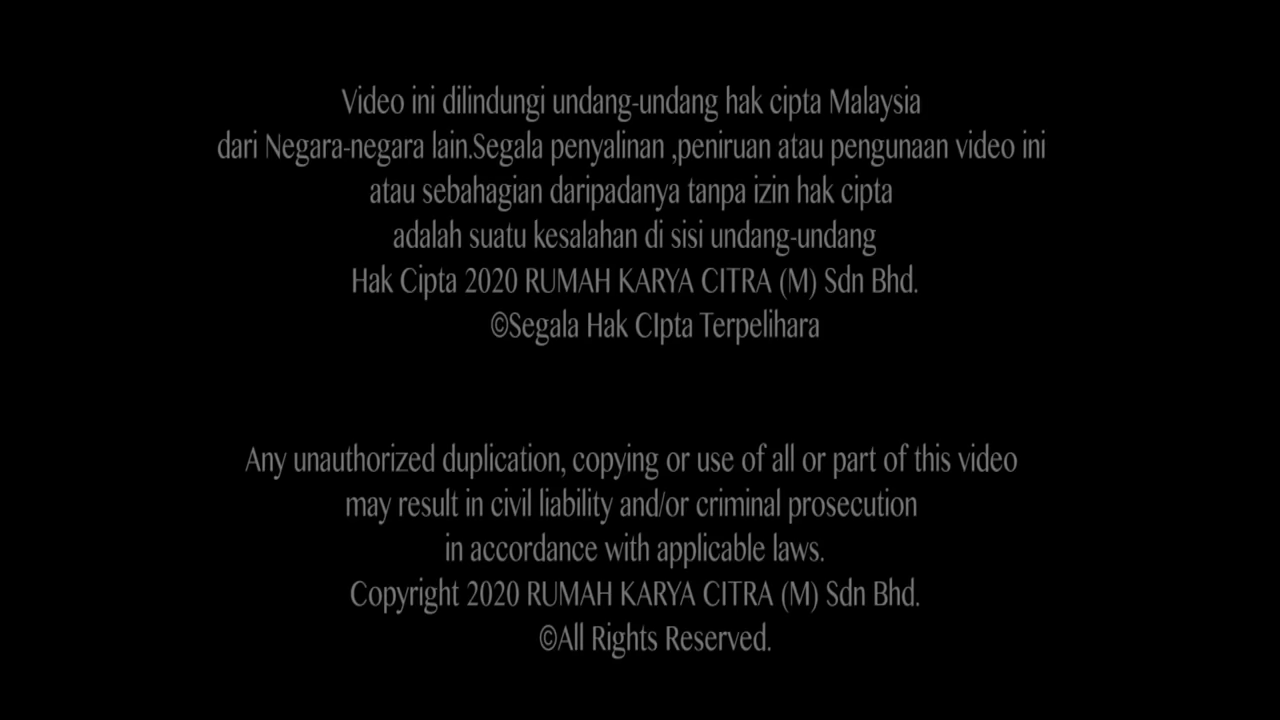 Video ini dilindungi undang-undang hak cipta Malaysia
dari Negara-negara lain.Segala penyalinan ,peniruan atau pengunaan video ini
atau sebahagian daripadanya tanpa izin hak cipta
adalah suatu kesalahan di sisi undang-undang
Hak Cipta 2020 RUMAH KARYA CITRA (M) Sdn Bhd.
©Segala Hak CIpta Terpelihara
Any unauthorized duplication, copying or use of all or part of this video
may result in civil liability and/or criminal prosecution
in accordance with applicable laws.
Copyright 2020 RUMAH KARYA CITRA (M) Sdn Bhd.
©All Rights Reserved.